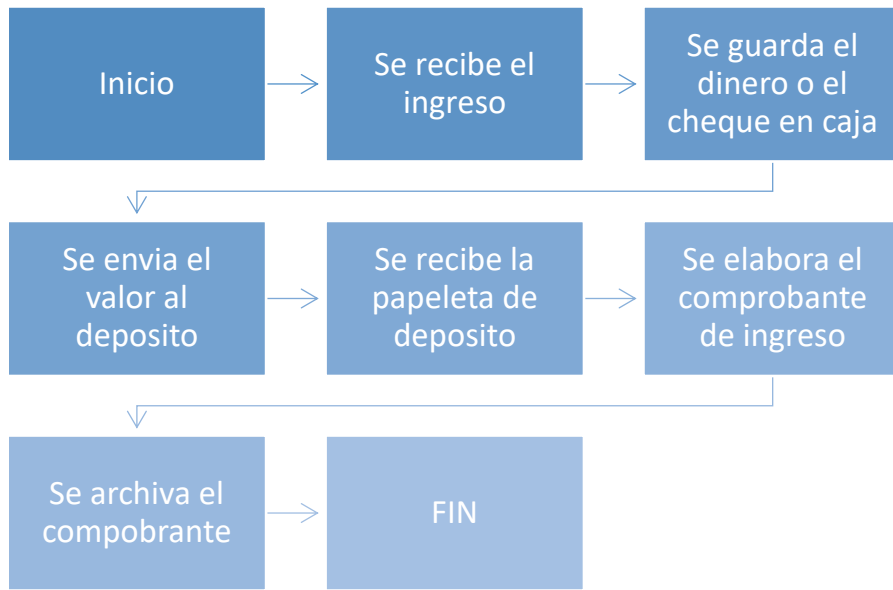 Inicio
Se recibe el
ingreso
Se guarda el
dinero o el
cheque en caja
Se envia el
valor al
deposito
Se recibe la
papeleta de
deposito
Se elabora el
comprobante
de ingreso
Se archiva el
compobrante
FIN